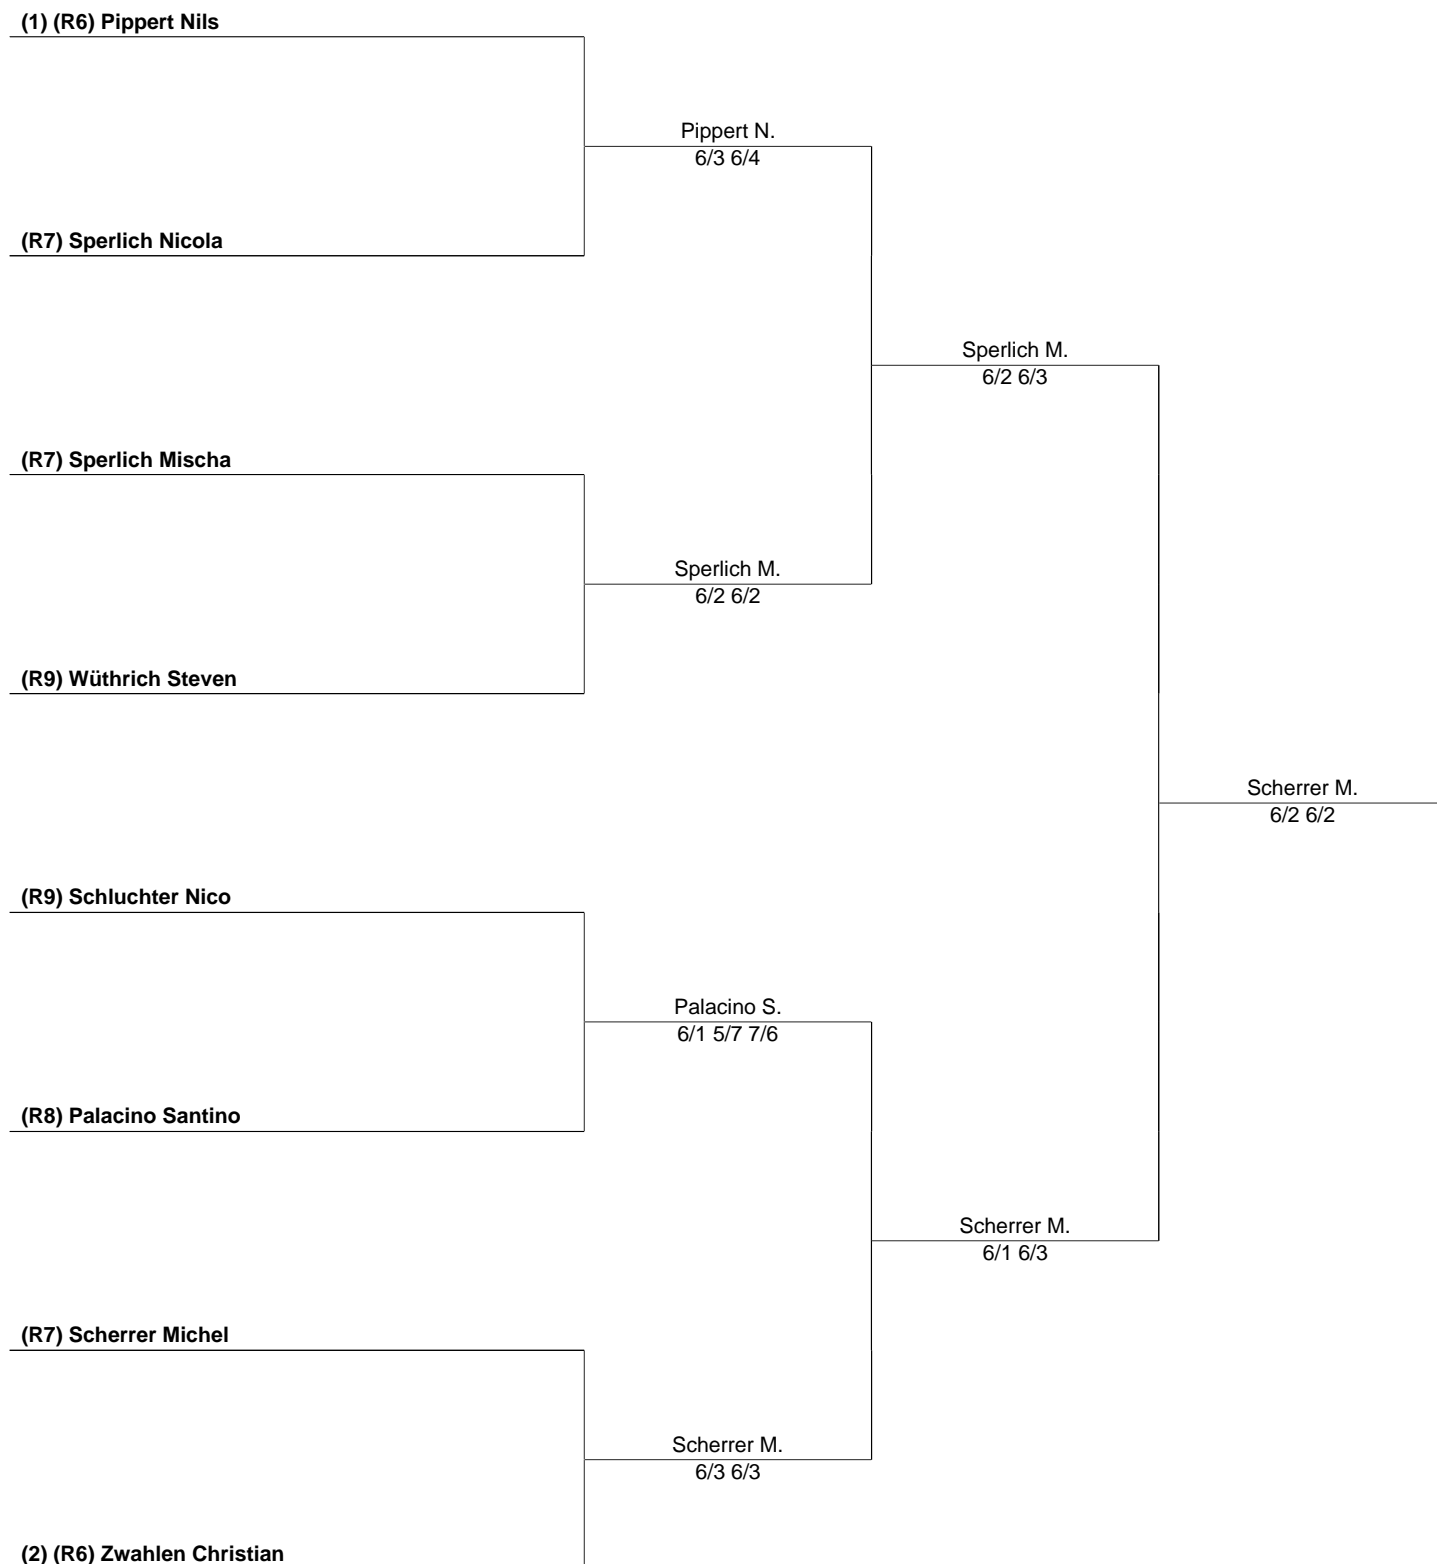 (1) (R6) Pippert Nils
Pippert N.
6/3 6/4
(R7) Sperlich Nicola
Sperlich M.
6/2 6/3
(R7) Sperlich Mischa
Sperlich M.
6/2 6/2
(R9) Wüthrich Steven
Scherrer M.
6/2 6/2
(R9) Schluchter Nico
Palacino S.
6/1 5/7 7/6
(R8) Palacino Santino
Scherrer M.
6/1 6/3
(R7) Scherrer Michel
Scherrer M.
6/3 6/3
(2) (R6) Zwahlen Christian